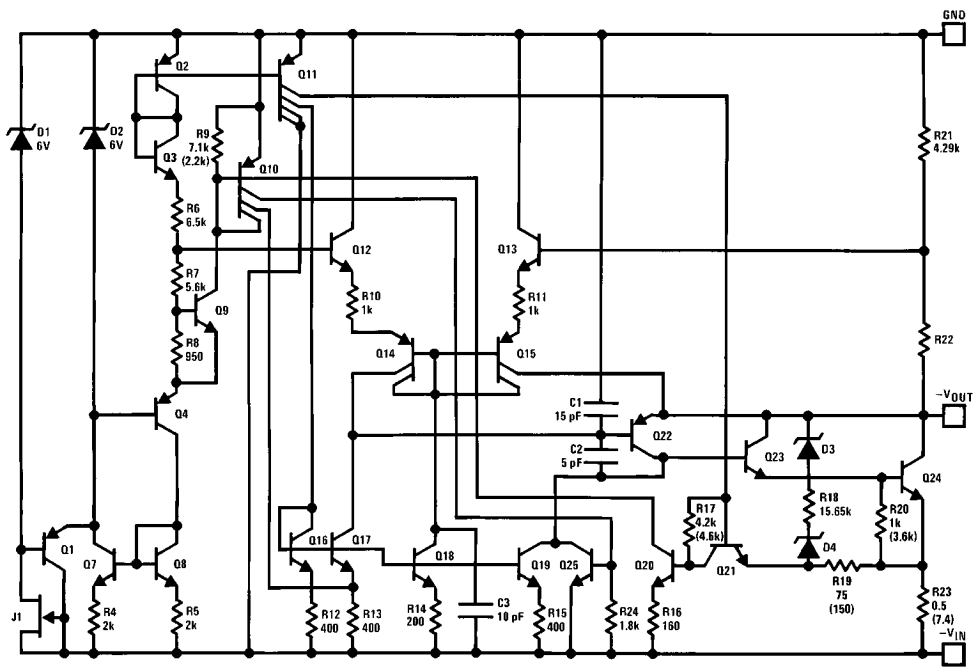 GND
Q2
Q11
D1
6V
D2
6V
R9
7.1k
(2.2k)
Q3
Q10
R21
4.29k
R6
6.5k
Q12
Q13
R7
5.6k
R10
1k
R11
1k
Q9
R8
950
R22
Q14
Q15
Q4
C1
15 pF
-VOUT
Q22
C2
5 pF
Q23
D3
Q24
R17
4.2k
(4.6k)
R18
15.65k
R20
1k
(3.6k)
Q1
Q7
Q8
Q16
Q17
Q18
Q19
Q25
Q20
Q21
D4
R19
75
(150)
J1
R4
2k
R5
2k
R12
400
R13
400
R14
200
C3
10 pF
R15
400
R24
1.8k
R16
160
R23
0.5
(7.4)
-VIN